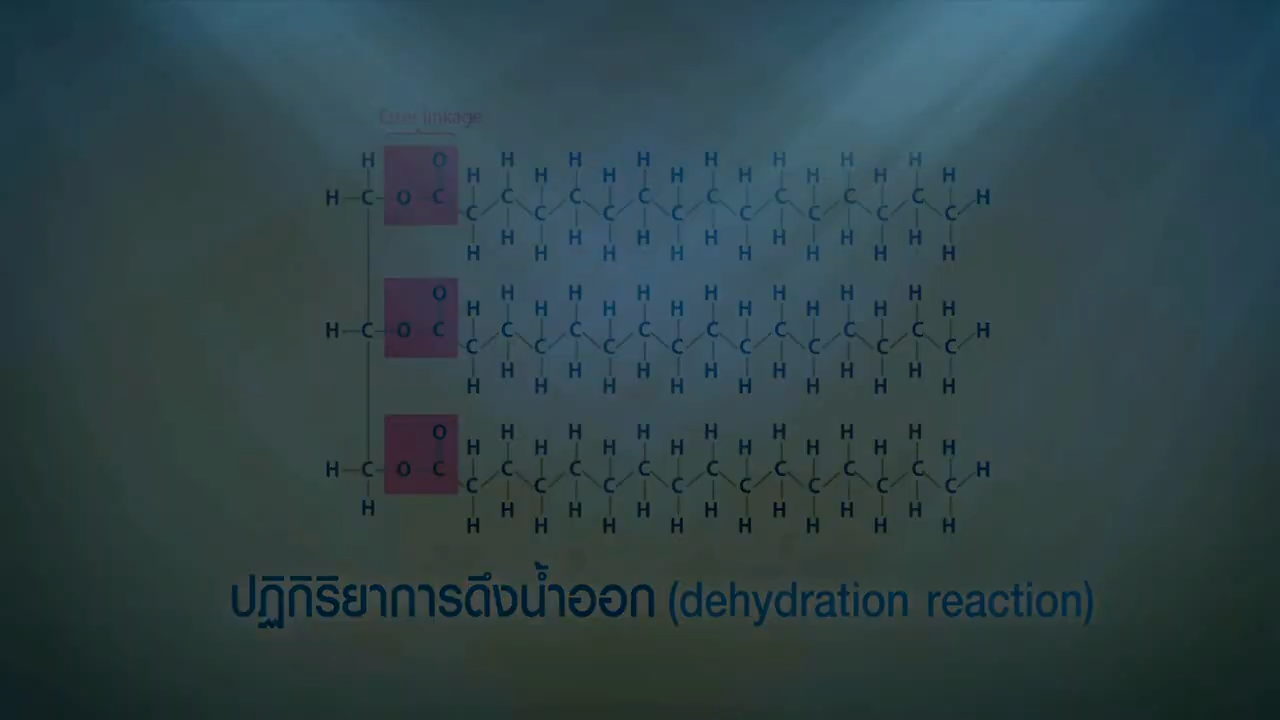 Ester linkage
H H H H H H H H
O H H H H H H H H
H C O C C C C C C C C C C C C C C C C H
H H H H H H H
H H H H H H H H
O H H H H H H H
H H H H H H H H
H C O C C C C C C C C C C C C C C C C H
H H H H H H H
H H H H H H H H
O H H H H H H H
H H H H H H H H
H C O C C C C C C C C C C C C C C C C H
H H H H H H H H
H H H H H H H H
ปฏิกิริยาการดึงน้ำออก (dehydration reaction)